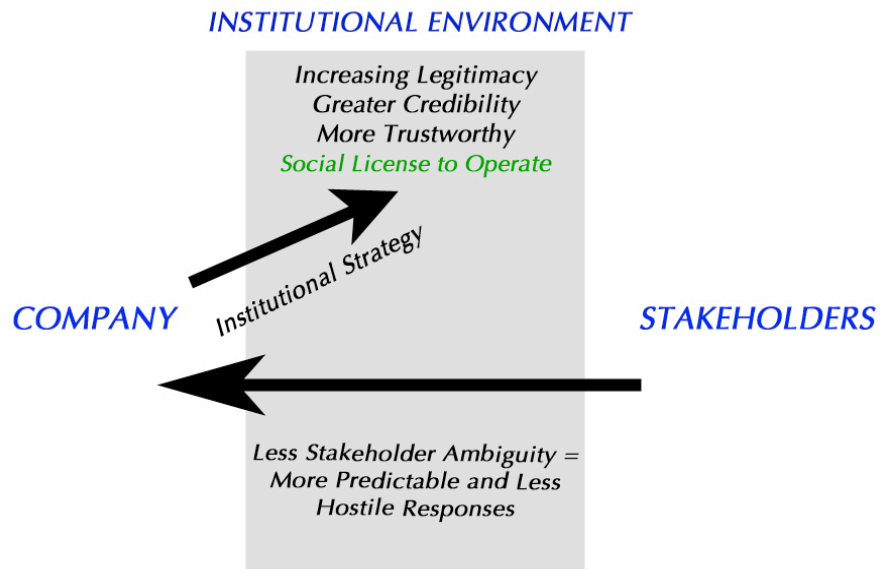 INSTITUTIONAL ENVIRONMENT
Increasing Legitimacy
Greater Credibility
More Trustworthy
Social License to Operate
Institutional Strategy
COMPANY
STAKEHOLDERS
Less Stakeholder Ambiguity =
More Predictable and Less
Hostile Responses